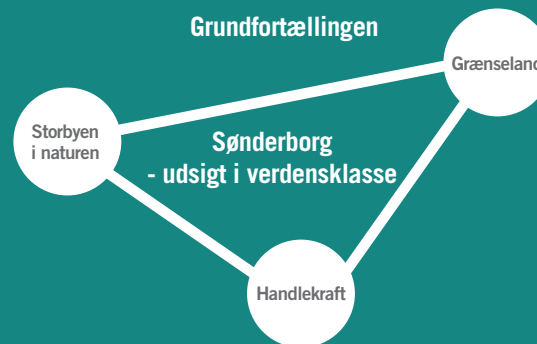 Grundfortællingen
Grænseland
Storbyen
i naturen
Sønderborg
- udsigt i verdensklasse
Handlekraft